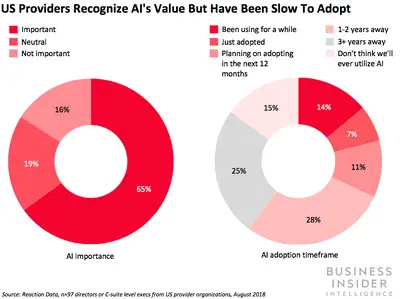 US Providers Recognize AI's Value But Have Been Slow To Adopt
Important
Neutral
Not important
Been using for a while
Just adopted
Planning on adopting
in the next 12
months
1-2 years away
3+ years away
Don't think we'll
ever utilize AI
16%
19%
65%
AI importance
15%
14%
7%
11%
25%
28%
AI adoption timeframe
BUSINESS
INSIDER
INTELLIGENCE
Source: Reaction Data, n=97 directors or C-suite level execs from US provider organizations, August 2018